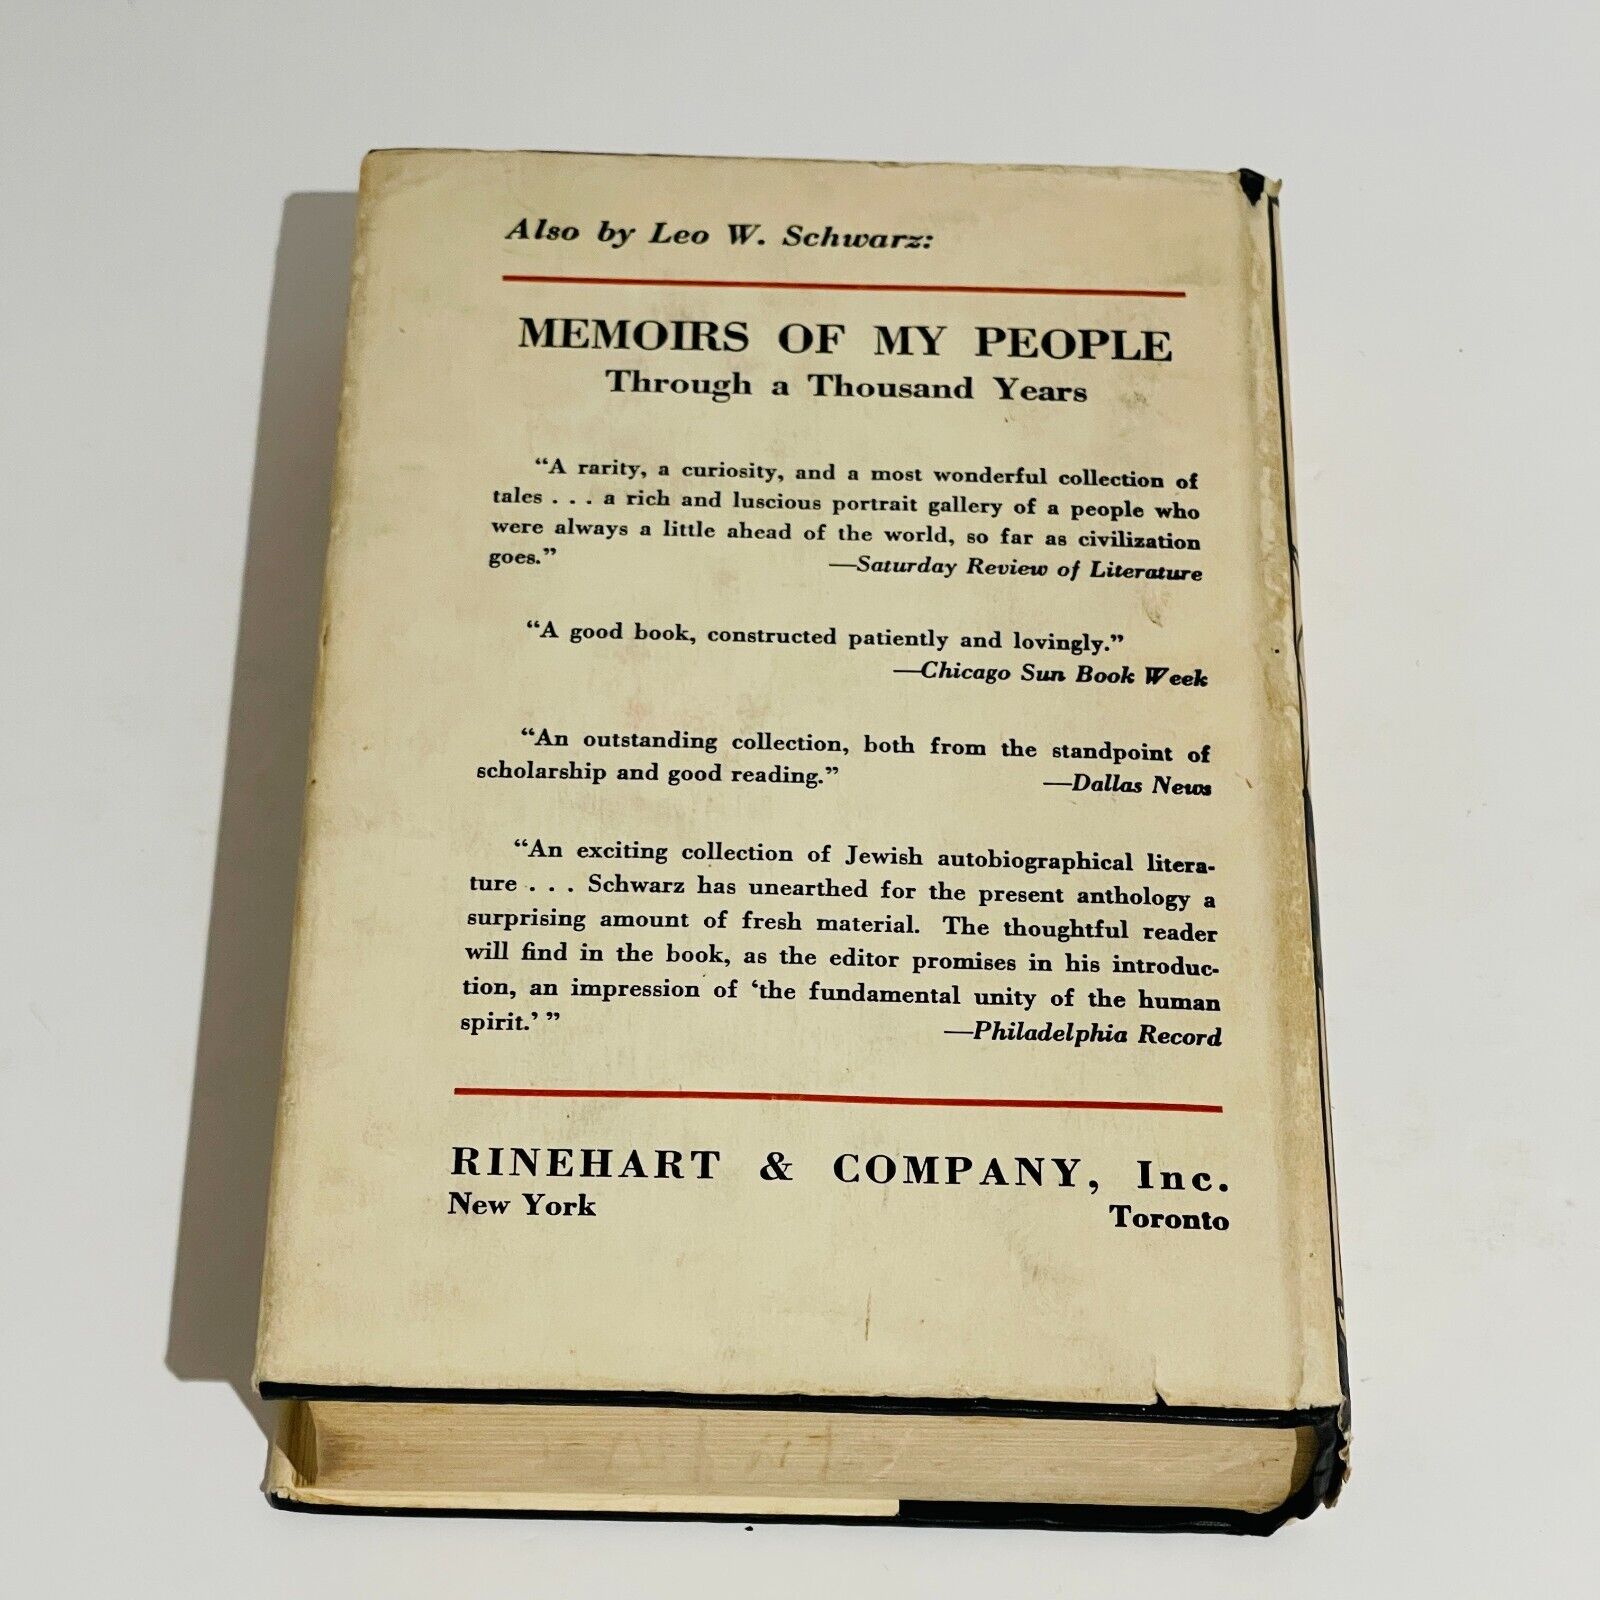 Also by Leo W. Schwarz:
MEMOIRS OF MY PEOPLE
Through a Thousand Years
“A rarity, a curiosity, and a most wonderful collection of
tales . . . a rich and luscious portrait gallery of a people who
were always a little ahead of the world, so far as civilization
goes.” —Saturday Review of Literature
“A good book, constructed patiently and lovingly.”
—Chicago Sun Book Week
“An outstanding collection, both from the standpoint of
scholarship and good reading.” —Dallas News
“An exciting collection of Jewish autobiographical litera-
ture . . . Schwarz has unearthed for the present anthology a
surprising amount of fresh material. The thoughtful reader
will find in the book, as the editor promises in his introduc-
tion, an impression of ‘the fundamental unity of the human
spirit.’ ” —Philadelphia Record
RINEHART & COMPANY, Inc.
New York Toronto